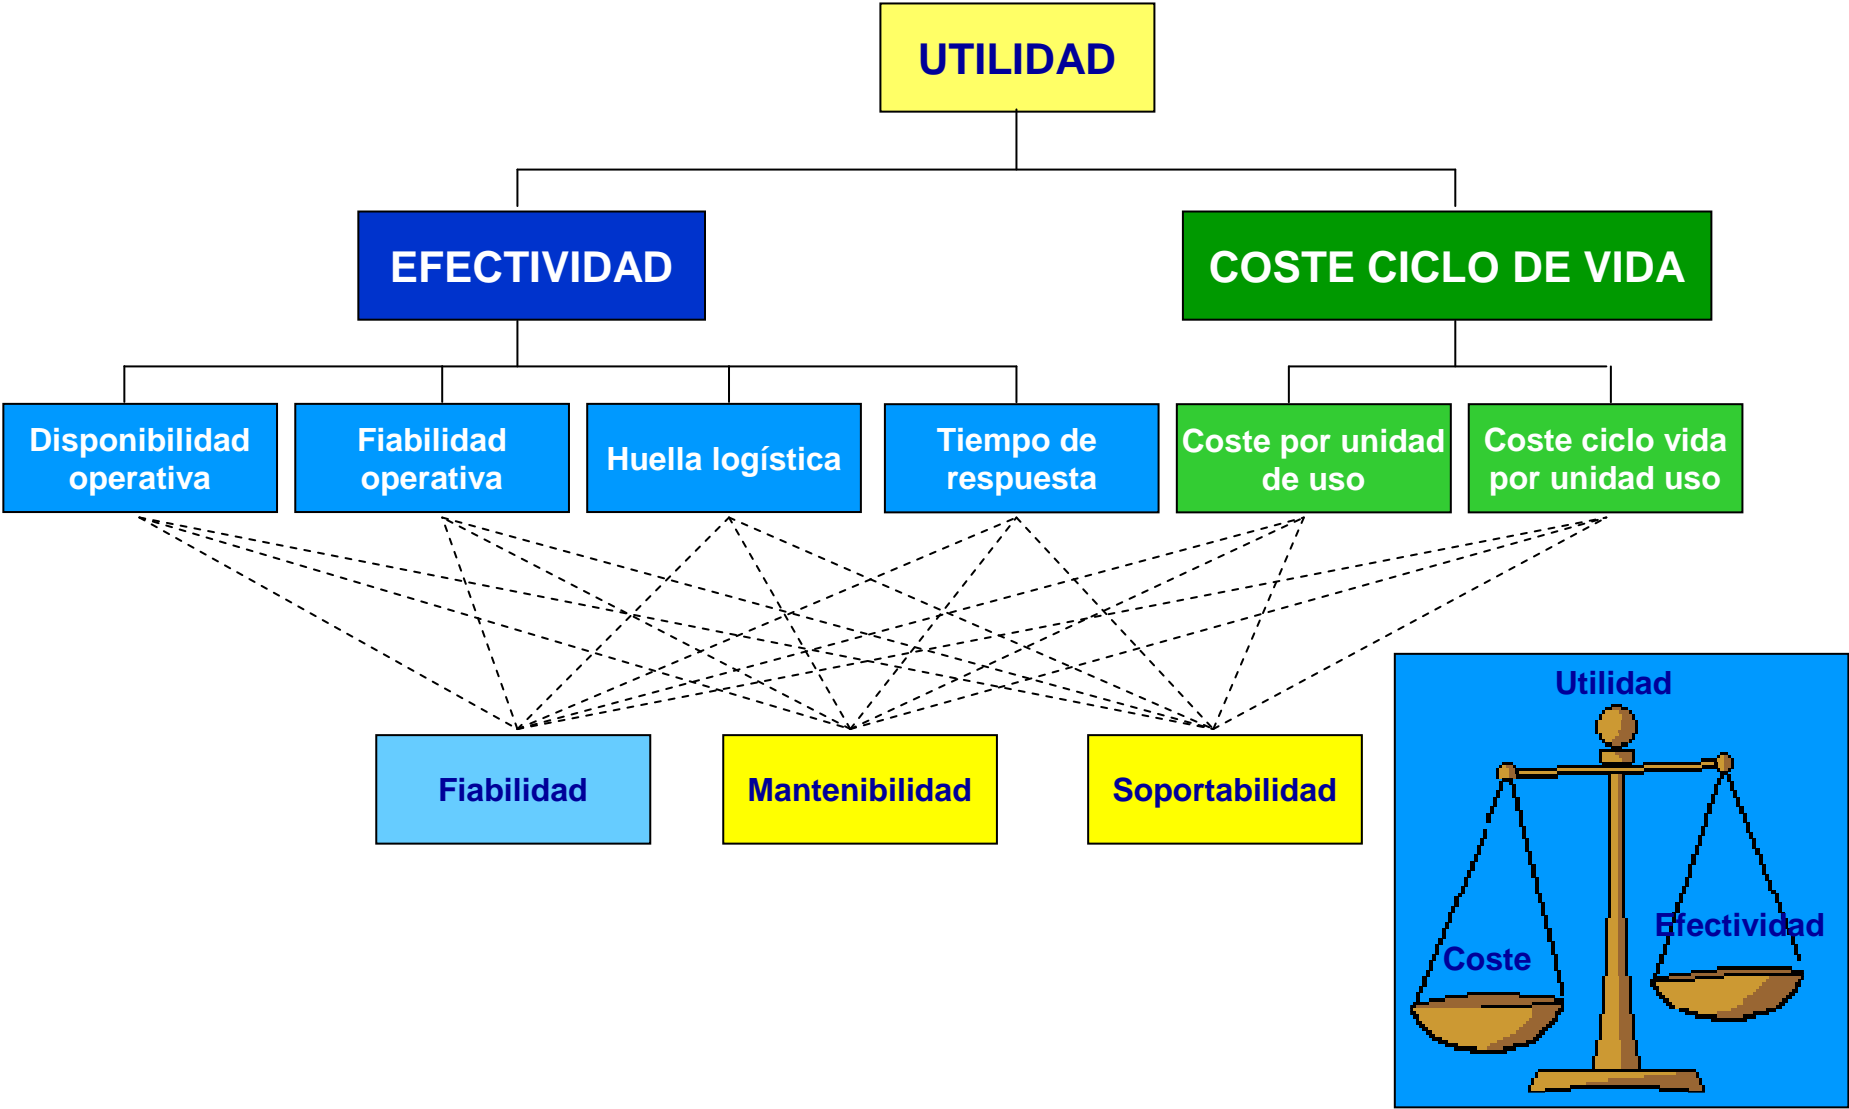 UTILIDAD
EFECTIVIDAD
COSTE CICLO DE VIDA
Disponibilidad
operativa
Fiabilidad
operativa
Huella logística
Tiempo de
respuesta
Coste por unidad
de uso
Coste ciclo vida
por unidad uso
Fiabilidad
Mantenibilidad
Soportabilidad
Utilidad
Efectividad
Coste